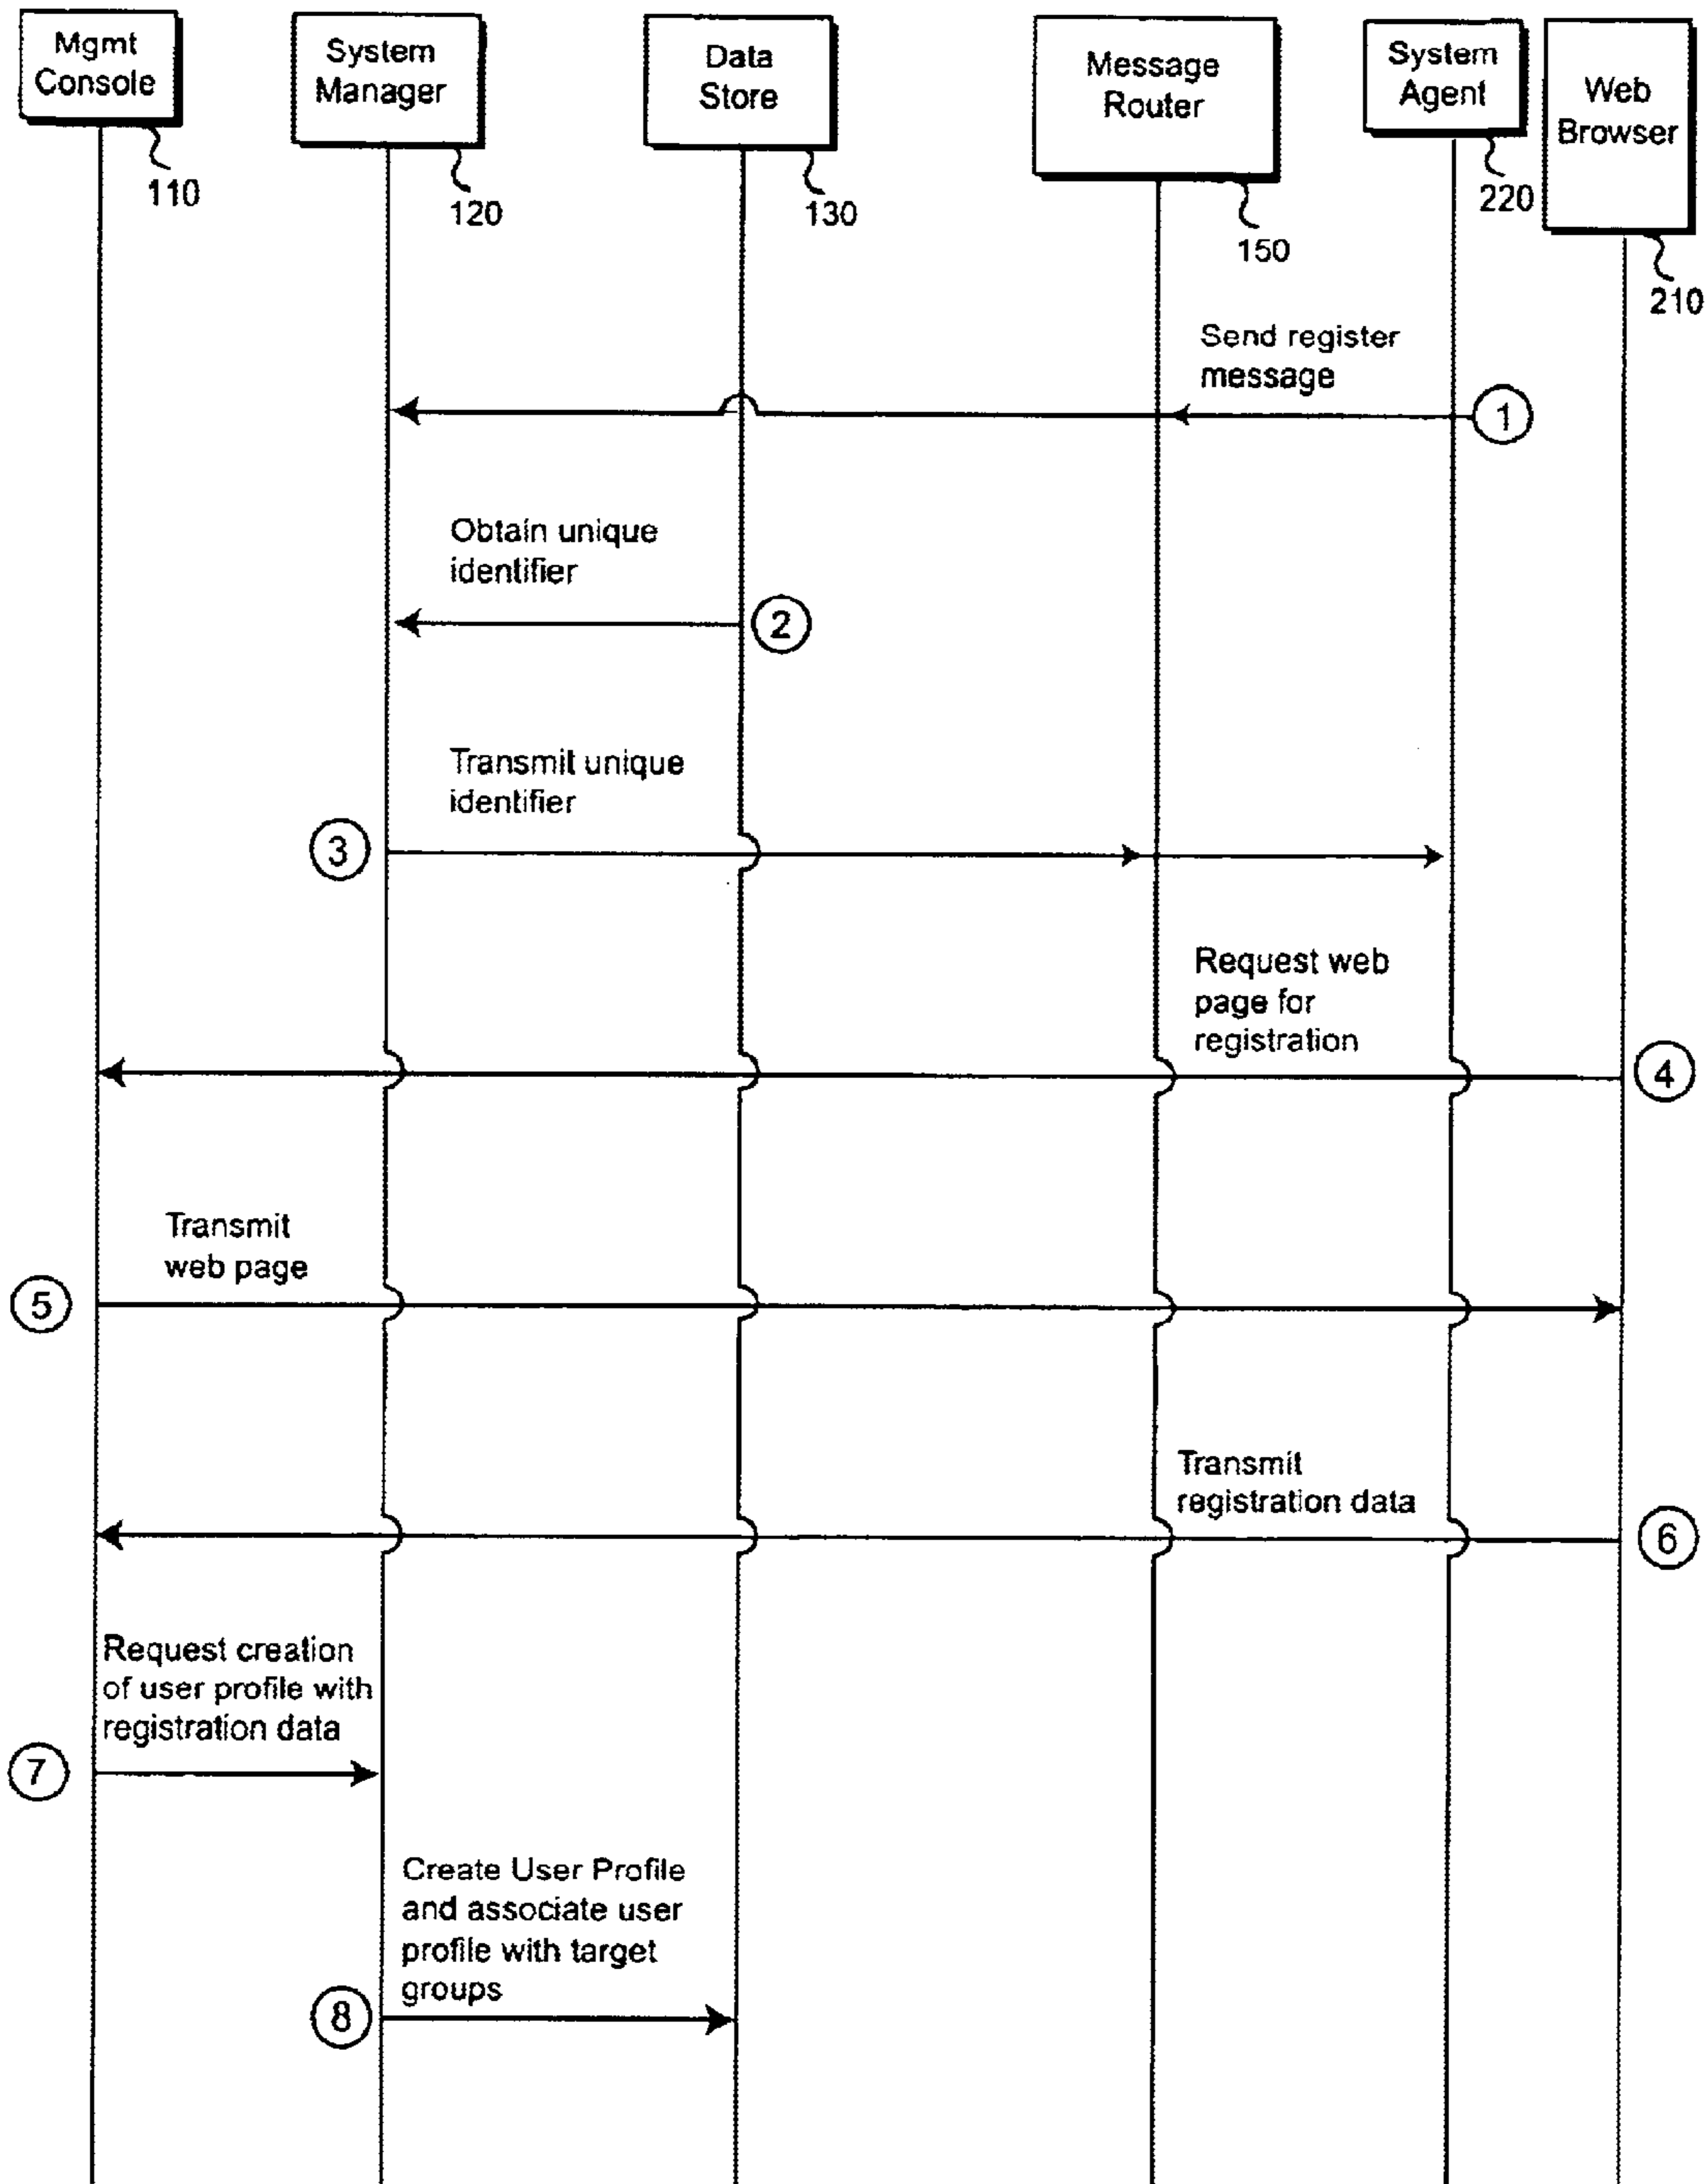 Mgmt
Console
110
System
Manager
120
Data
Store
130
Message
Router
150
System
Agent
220
Web
Browser
210
Send register
message
1
Obtain unique
identifier
2
Transmit unique
identifier
3
Request web
page for
registration
4
Transmit
web page
5
Transmit
registration data
6
Request creation
of user profile with
registration data
7
Create User Profile
and associate user
profile with target
groups
8